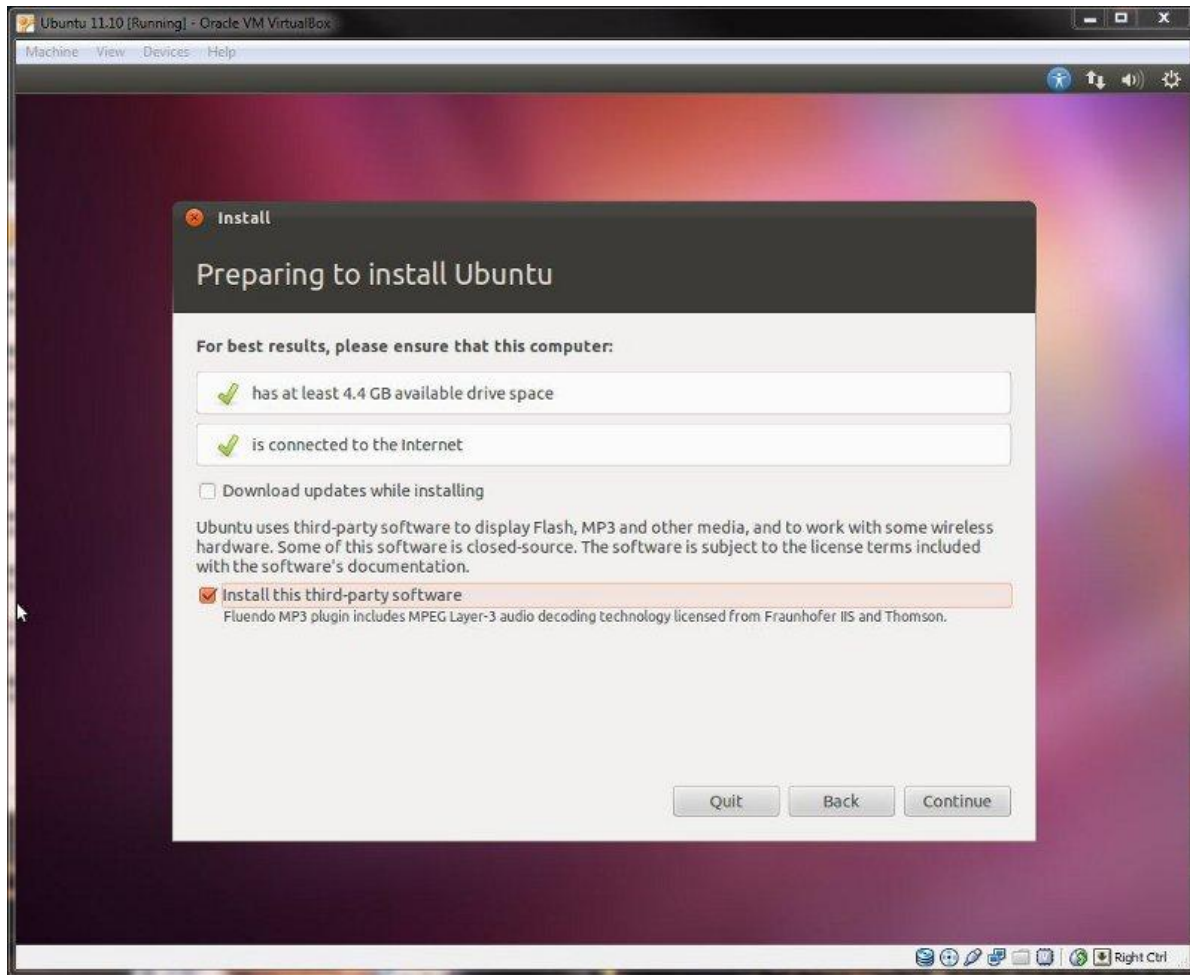 Ubuntu 11.10 [Running] - Oracle VM VirtualBox
Machine View Devices Help
Install
Preparing to install Ubuntu
For best results, please ensure that this computer:
has at least 4.4 GB available drive space
is connected to the Internet
Download updates while installing
Ubuntu uses third-party software to display Flash, MP3 and other media, and to work with some wireless
hardware. Some of this software is closed-source. The software is subject to the license terms included
with the software's documentation.
Install this third-party software
Fluendo MP3 plugin includes MPEG Layer-3 audio decoding technology licensed from Fraunhofer IIS and Thomson.
Quit Back Continue
Right Ctrl